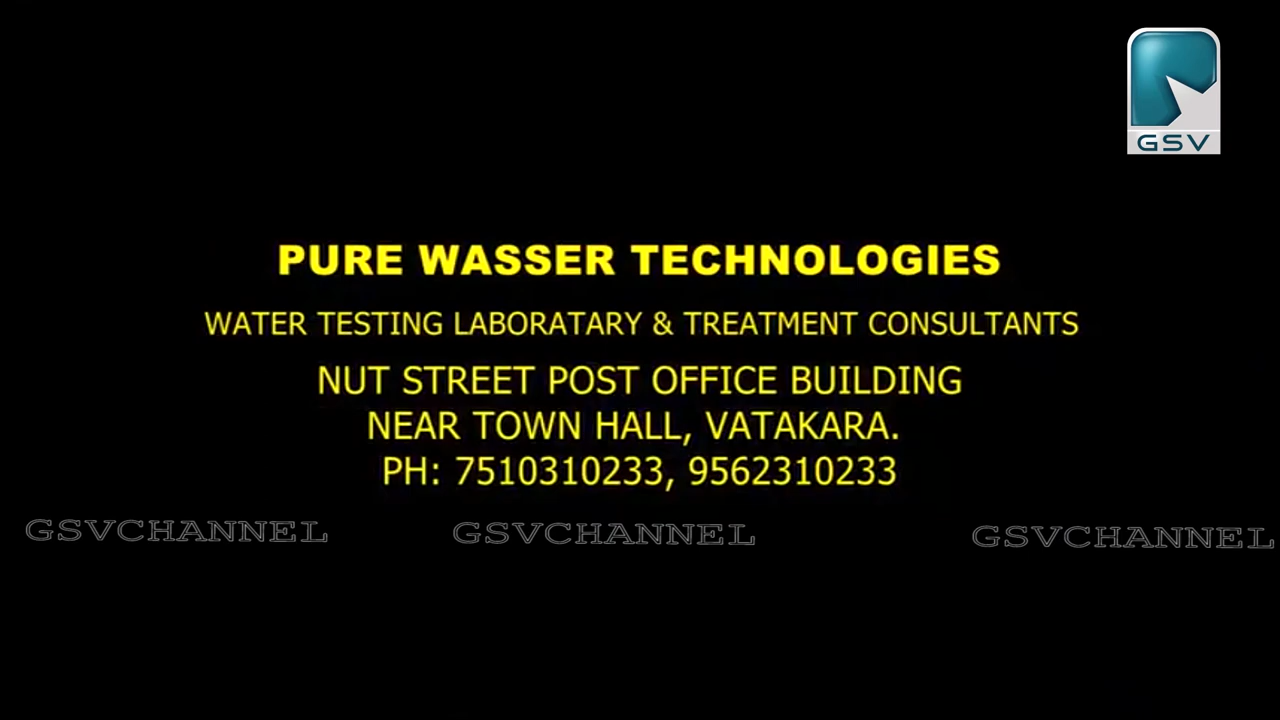 GSV
PURE WASSER TECHNOLOGIES
WATER TESTING LABORATARY & TREATMENT CONSULTANTS
NUT STREET POST OFFICE BUILDING
NEAR TOWN HALL, VATAKARA.
PH: 7510310233, 9562310233
GSVCHANNEL GSVCHANNEL GSVCHANNEL